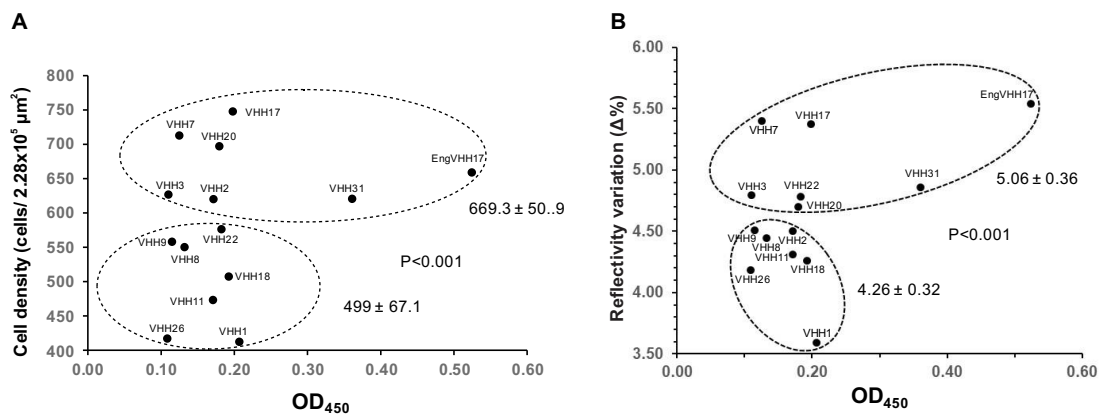 A
Cell density (cells/ 2.28x10⁵ µm²)
800
750
700
650
600
550
500
450
400
0.00 0.10 0.20 0.30 0.40 0.50 0.60
OD₄₅₀
VHH17
VHH7
VHH20
EngVHH17
VHH3
VHH2
VHH31
669.3 ± 50..9
VHH22
VHH9
VHH8
P<0.001
VHH18
VHH11
499 ± 67.1
VHH26
VHH1
B
Reflectivity variation (Δ%)
6.00
5.50
5.00
4.50
4.00
3.50
0.00 0.20 0.40 0.60
OD₄₅₀
EngVHH17
VHH17
VHH7
VHH31
VHH3
VHH22
5.06 ± 0.36
VHH20
VHH9
VHH2
VHH8
P<0.001
VHH11
VHH18
VHH26
4.26 ± 0.32
VHH1